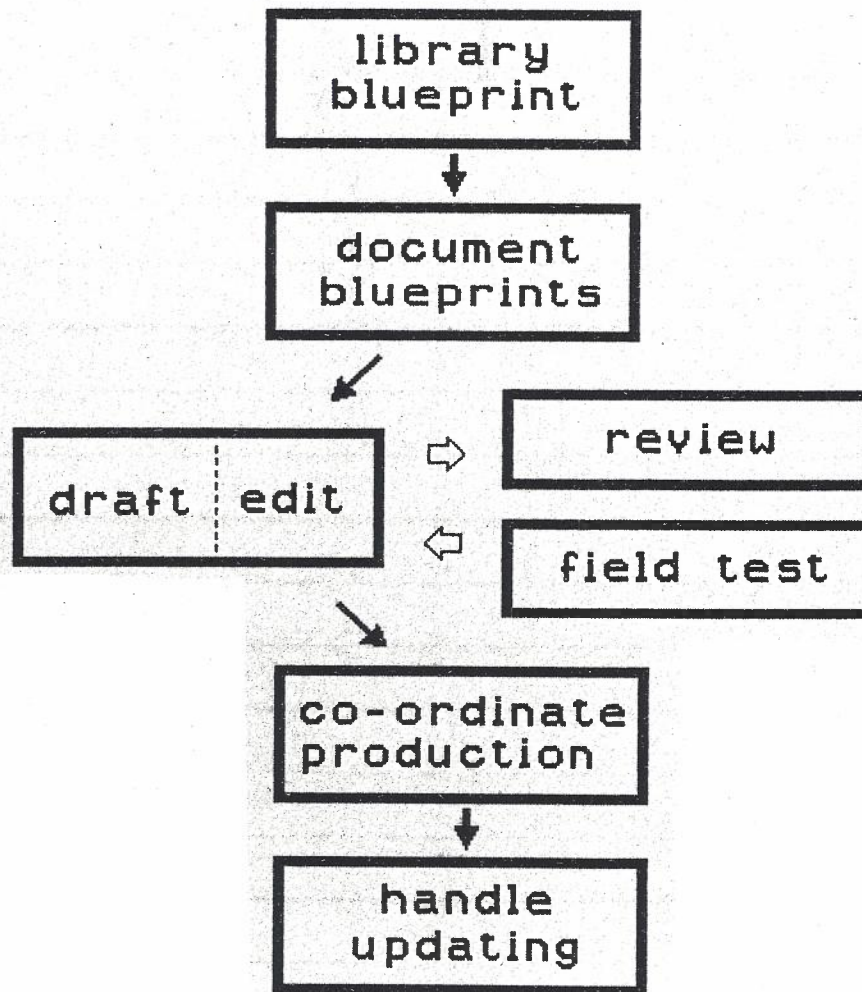 library
blueprint
document
blueprints
draft edit
review
field test
co-ordinate
production
handle
updating